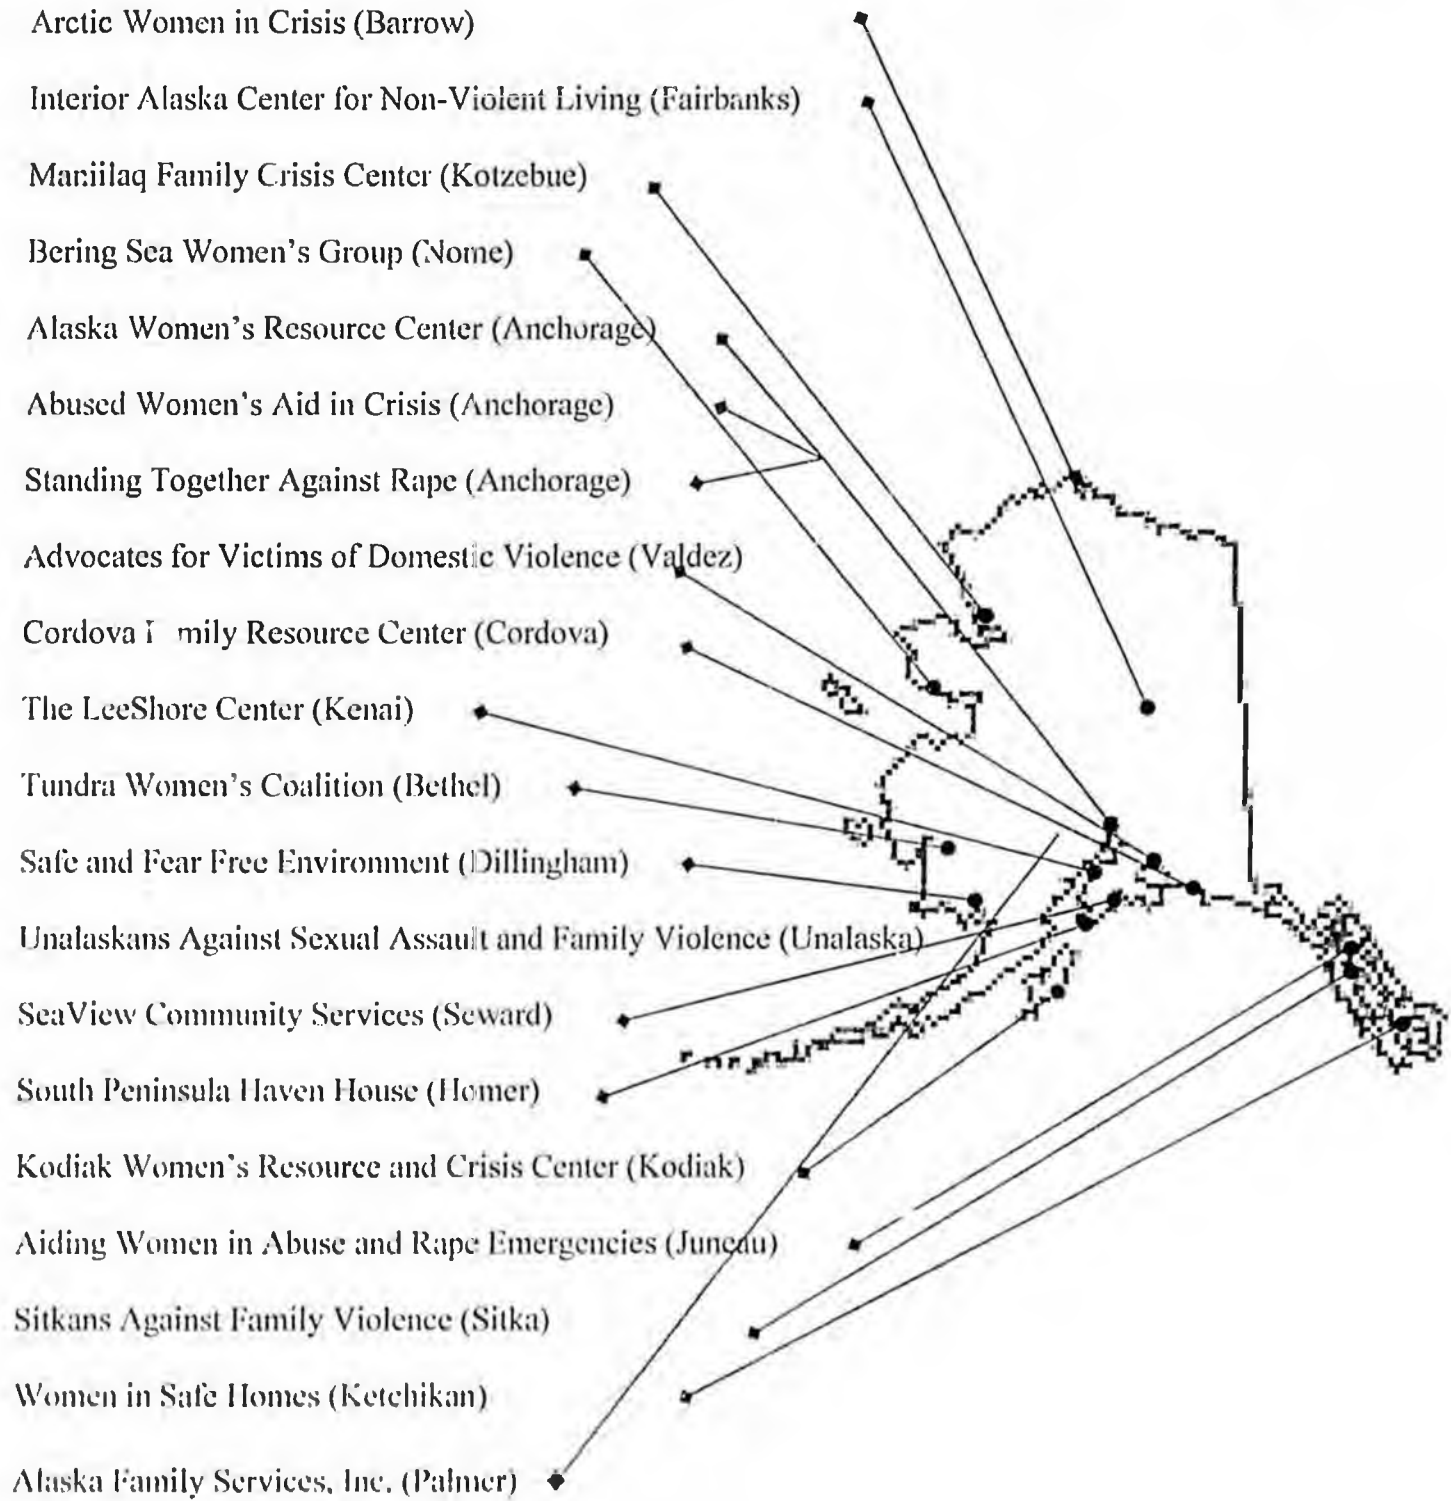 Arctic Women in Crisis (Barrow)
Interior Alaska Center for Non-Violent Living (Fairbanks)
Maniilaq Family Crisis Center (Kotzebue)
Bering Sea Women's Group (Nome)
Alaska Women's Resource Center (Anchorage)
Abused Women's Aid in Crisis (Anchorage)
Standing Together Against Rape (Anchorage)
Advocates for Victims of Domestic Violence (Valdez)
Cordova Resource Center (Cordova)
The LeeShore Center (Kenai)
Tundra Women's Coalition (Bethel)
Safe and Fear Free Environment (Dillingham)
Unalaskans Against Sexual Assault and Family Violence (Unalaska)
SeaView Community Services (Seward)
South Peninsula Haven House (Homer)
Kodiak Women's Resource and Crisis Center (Kodiak)
Aiding Women in Abuse and Rape Emergencies (Juneau)
Sitkans Against Family Violence (Sitka)
Women in Safe Homes (Ketchikan)
Alaska Family Services, Inc. (Palmer)